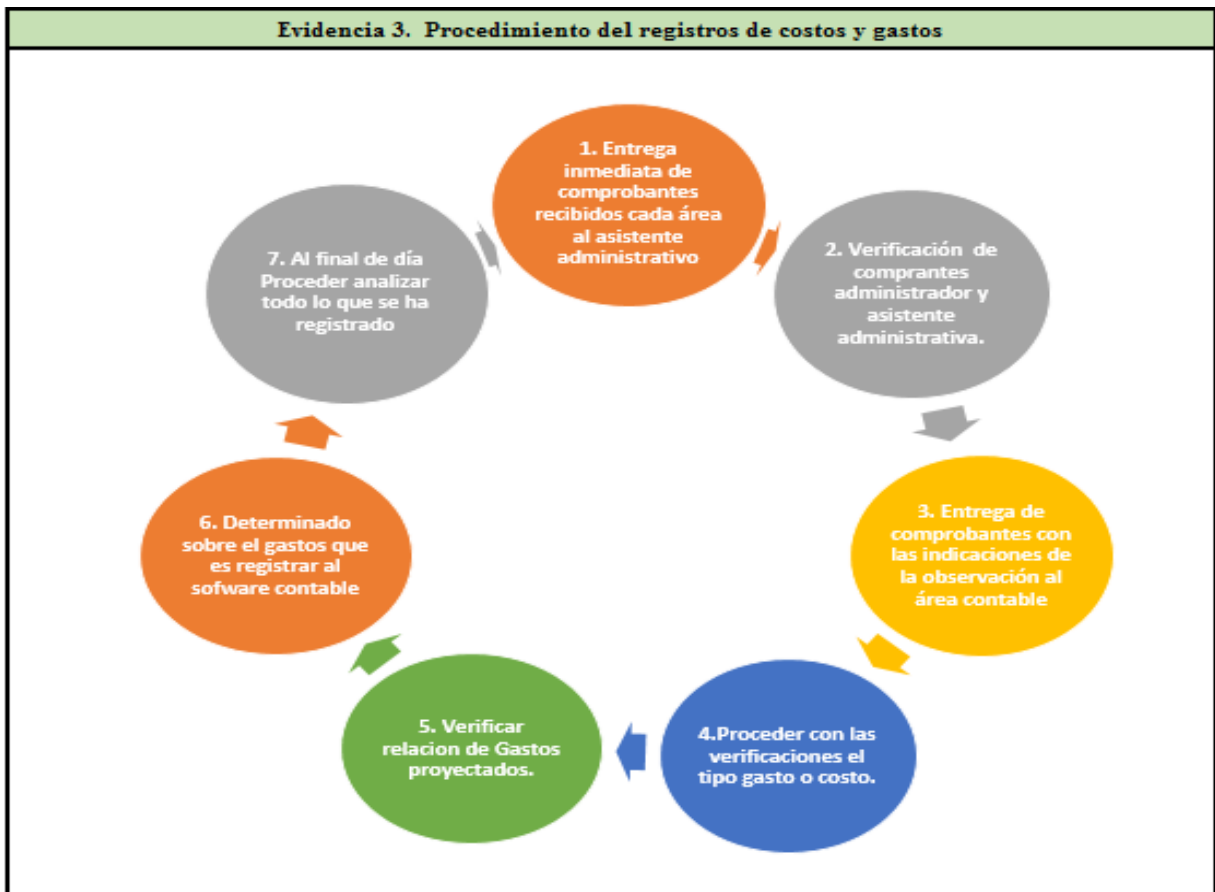 Evidencia 3. Procedimiento del registros de costos y gastos
1. Entrega
inmediata de
comprobantes
recibidos cada área
al asistente
administrativo
2. Verificación de
comprantes
administrador y
asistente
administrativa.
3. Entrega de
comprobantes con
las indicaciones de
la observación al
área contable
4.Proceder con las
verificaciones el
tipo gasto o costo.
5. Verificar
relacion de Gastos
proyectados.
6. Determinado
sobre el gastos que
es registrar al
sofware contable
7. Al final de día
Proceder analizar
todo lo que se ha
registrado